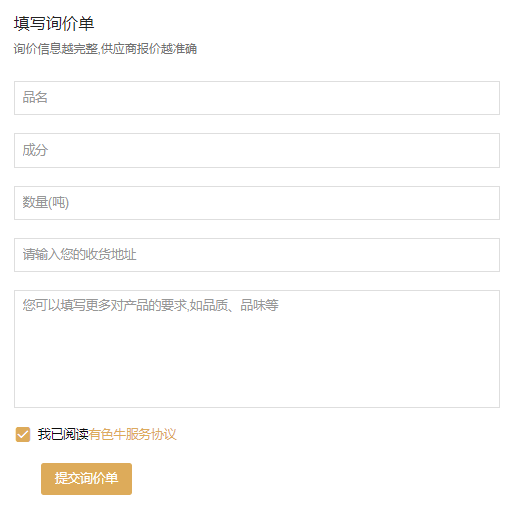 填写询价单
询价信息越完整,供应商报价越准确
品名
成分
数量(吨)
请输入您的收货地址
您可以填写更多对产品的要求,如品质、品味等
我已阅读有色牛服务协议
提交询价单